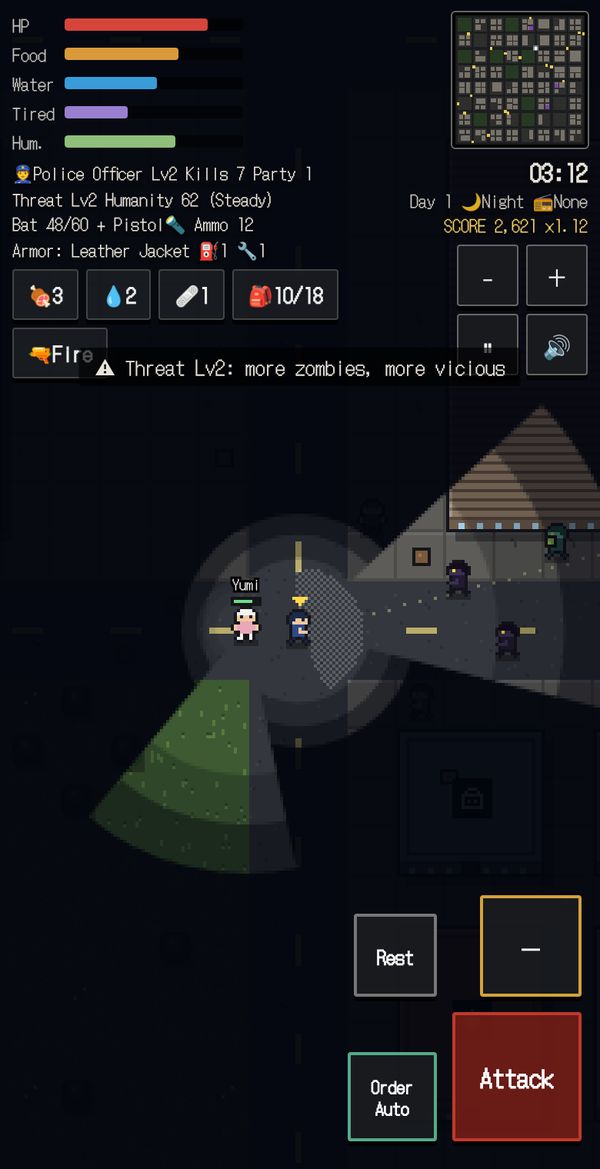 HP
Food
Water
Tired
Hum.
👮Police Officer Lv2 Kills 7 Party 1
Threat Lv2 Humanity 62 (Steady)
Bat 48/60 + Pistol🔦 Ammo 12
Armor: Leather Jacket ⛽1 🔧1
03:12
Day 1 🌙Night 📻None
SCORE 2,621 x1.12
🍖3 💧2 🩹1 🎒10/18
- +
🔫Fire
⏸ 🔊
⚠ Threat Lv2: more zombies, more vicious
Yumi
Rest
—
Order
Auto
Attack